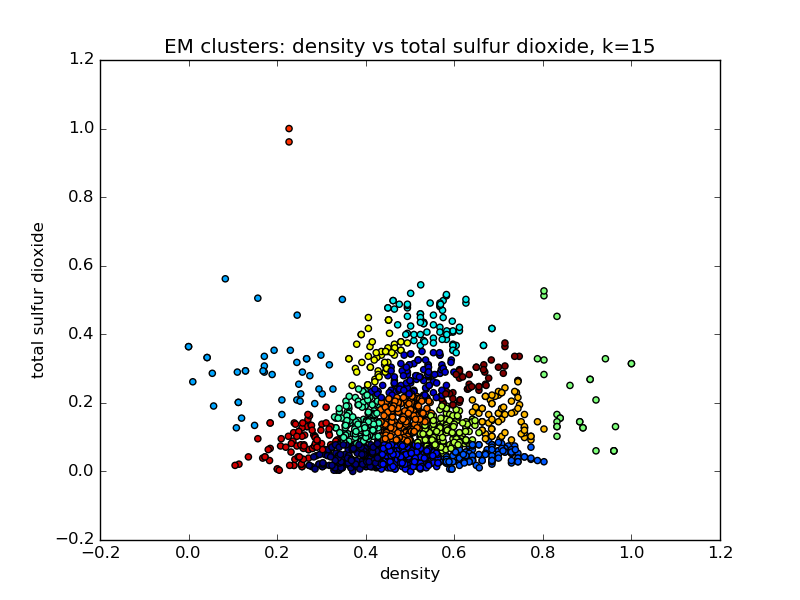 EM clusters: density vs total sulfur dioxide, k=15
1.2
1.0
0.8
0.6
0.4
0.2
0.0
−0.2
total sulfur dioxide
−0.2 0.0 0.2 0.4 0.6 0.8 1.0 1.2
density